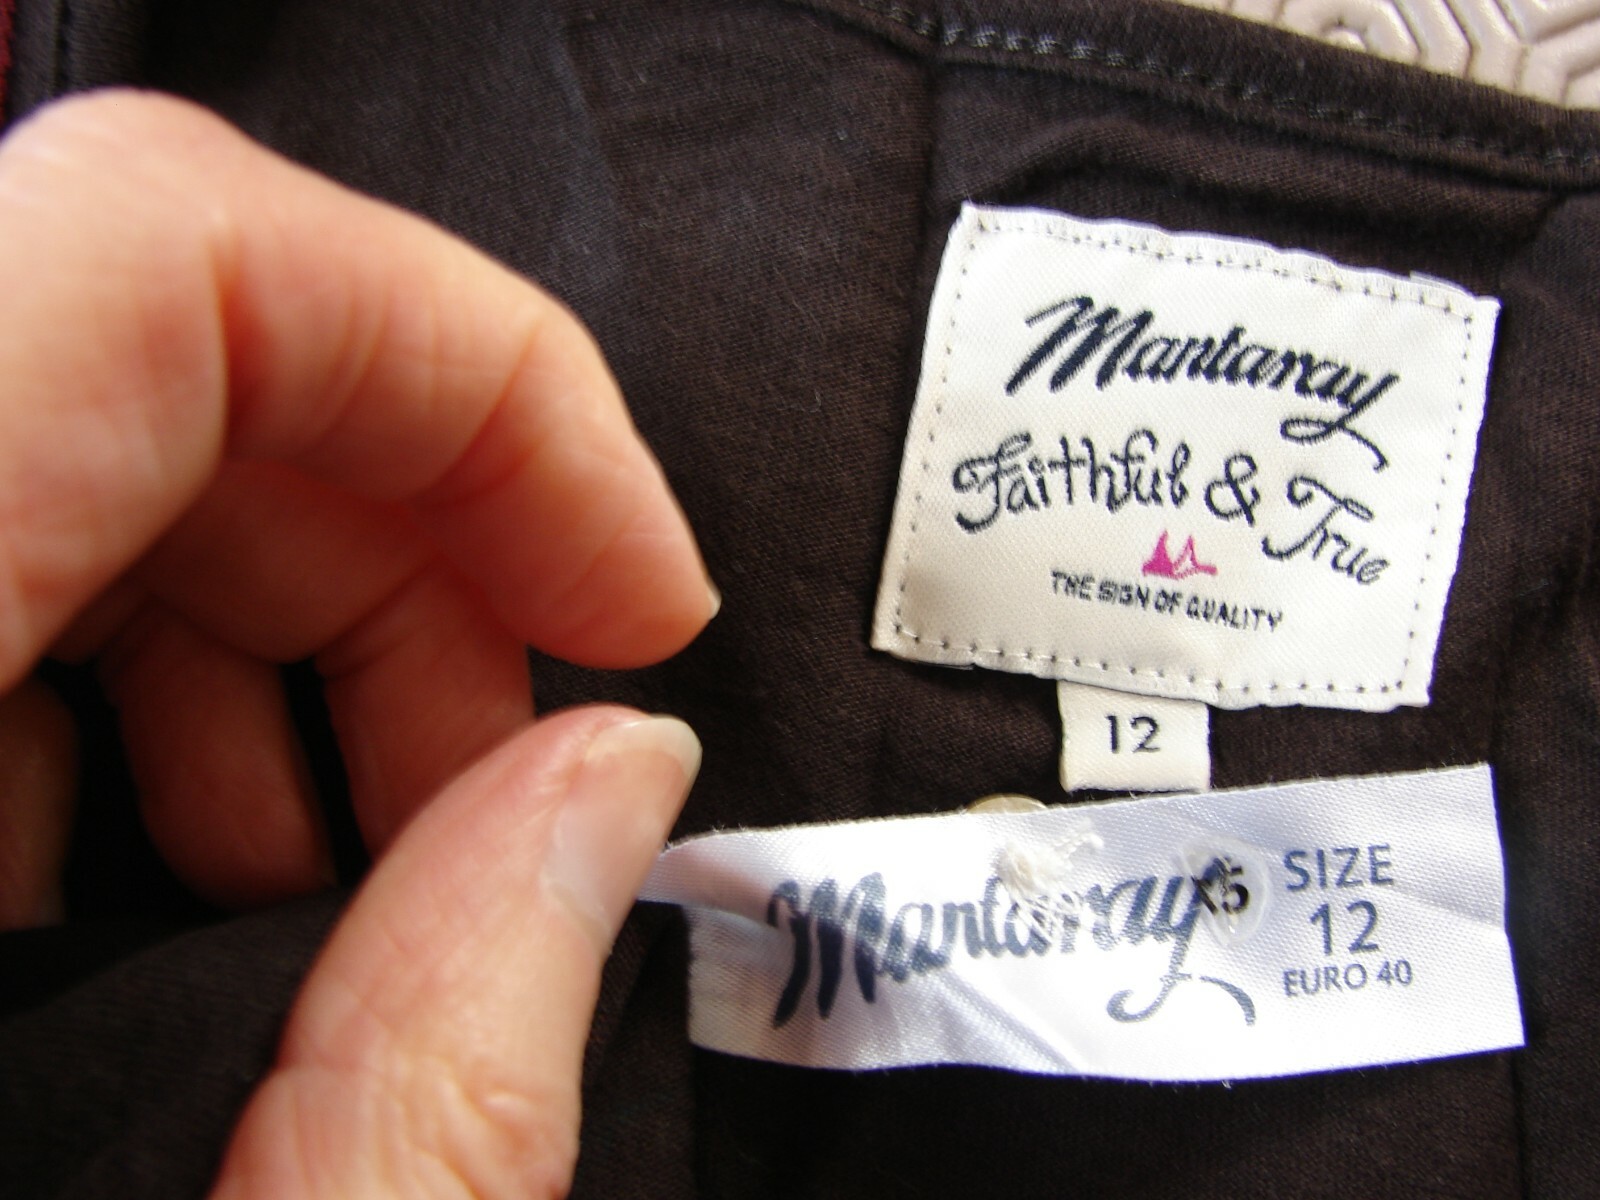 Mantaray
Faithful & True
THE SIGN OF QUALITY
12
Mantaray
x5
SIZE
12
EURO 40